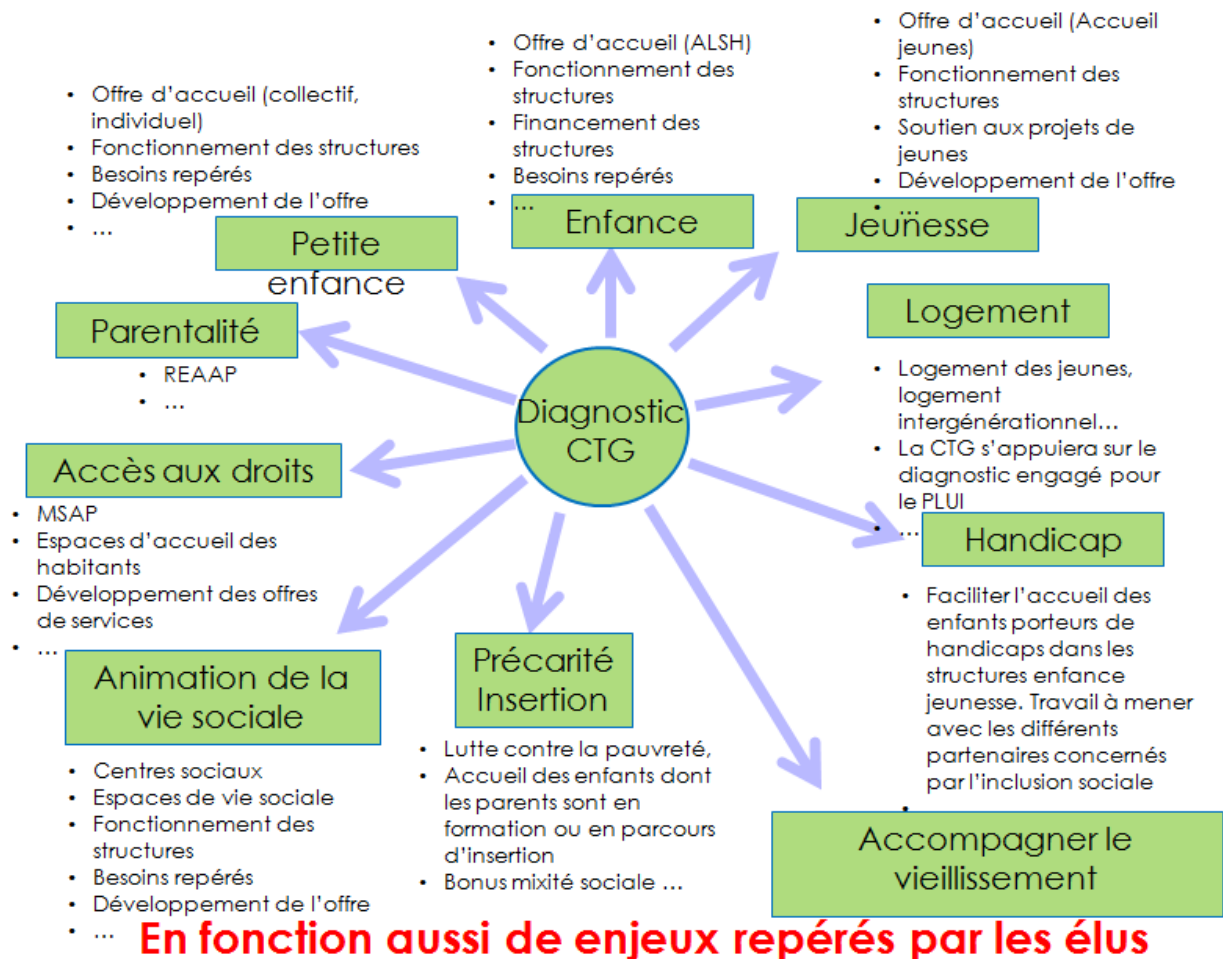 • Offre d'accueil (collectif,
individuel)
• Fonctionnement des structures
• Besoins repérés
• Développement de l'offre
• ...
Petite
enfance
• Offre d'accueil (ALSH)
• Fonctionnement des
structures
• Financement des
structures
• Besoins repérés
• ...
Enfance
• Offre d'accueil (Accueil
jeunes)
• Fonctionnement des
structures
• Soutien aux projets de
jeunes
• Développement de l'offre
• ...
Jeunesse
Parentalité
• REAAP
• ...
Diagnostic
CTG
Logement
• Logement des jeunes,
logement
intergénérationnel...
• La CTG s'appuiera sur le
diagnostic engagé pour
le PLUI
• ...
Accès aux droits
• MSAP
• Espaces d'accueil des
habitants
• Développement des offres
de services
• ...
Handicap
• Faciliter l'accueil des
enfants porteurs de
handicaps dans les
structures enfance
jeunesse. Travail à mener
avec les différents
partenaires concernés
par l'inclusion sociale
•
Animation de la
vie sociale
• Centres sociaux
• Espaces de vie sociale
• Fonctionnement des
structures
• Besoins repérés
• Développement de l'offre
• ...
Précarité
Insertion
• Lutte contre la pauvreté,
• Accueil des enfants dont
les parents sont en
formation ou en parcours
d'insertion
• Bonus mixité sociale ...
Accompagner le
vieillissement
En fonction aussi de enjeux repérés par les élus